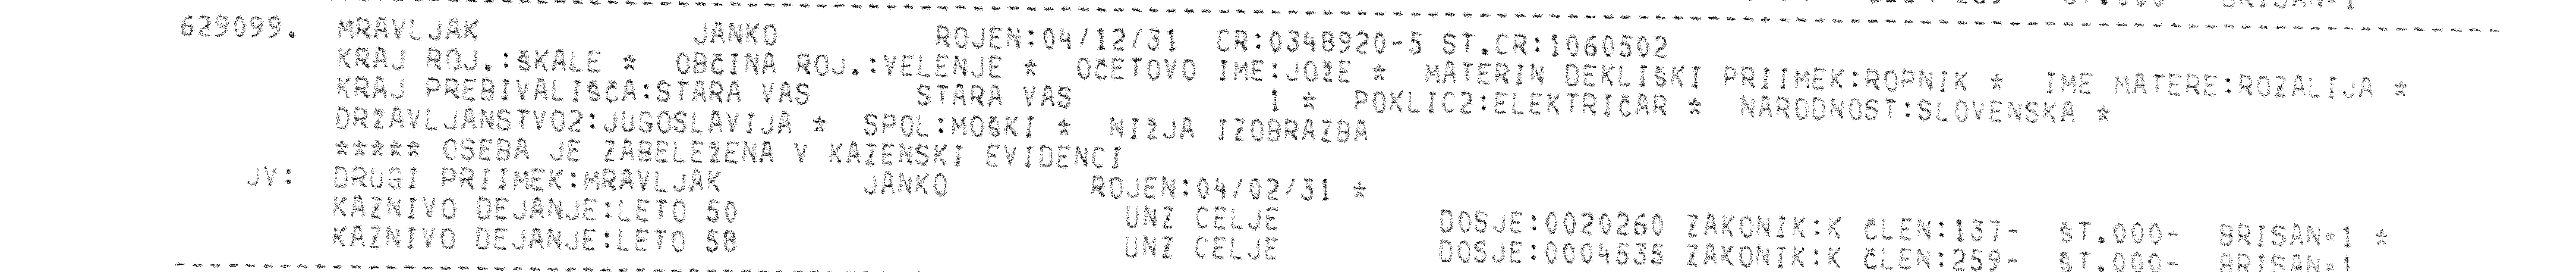 629099. MRAVLJAK JANKO ROJEN:04/12/31 CR:0348920-5 ST.CR:1060502
KRAJ ROJ.:ŠKALE * OBČINA ROJ.:VELENJE * OČETOVO IME:JOŽE * MATERIN DEKLIŠKI PRIIMEK:ROPNIK * IME MATERE:ROZALIJA *
KRAJ PREBIVALIŠČA:STARA VAS STARA VAS 1 * POKLIC2:ELEKTRIČAR * NARODNOST:SLOVENSKA *
DRŽAVLJANSTVO2:JUGOSLAVIJA * SPOL:MOŠKI * NIŽJA IZOBRAZBA
***** OSEBA JE ZABELEŽENA V KAZENSKI EVIDENCI
JV: DRUGI PRIIMEK:MRAVLJAK JANKO ROJEN:04/02/31 *
KAZNIVO DEJANJE:LETO 50 UNZ CELJE DOSJE:0020260 ZAKONIK:K ČLEN:137- ŠT.000- BRISAN=1 *
KAZNIVO DEJANJE:LETO 58 UNZ CELJE DOSJE:0004535 ZAKONIK:K ČLEN:259- ŠT.000- BRISAN=1